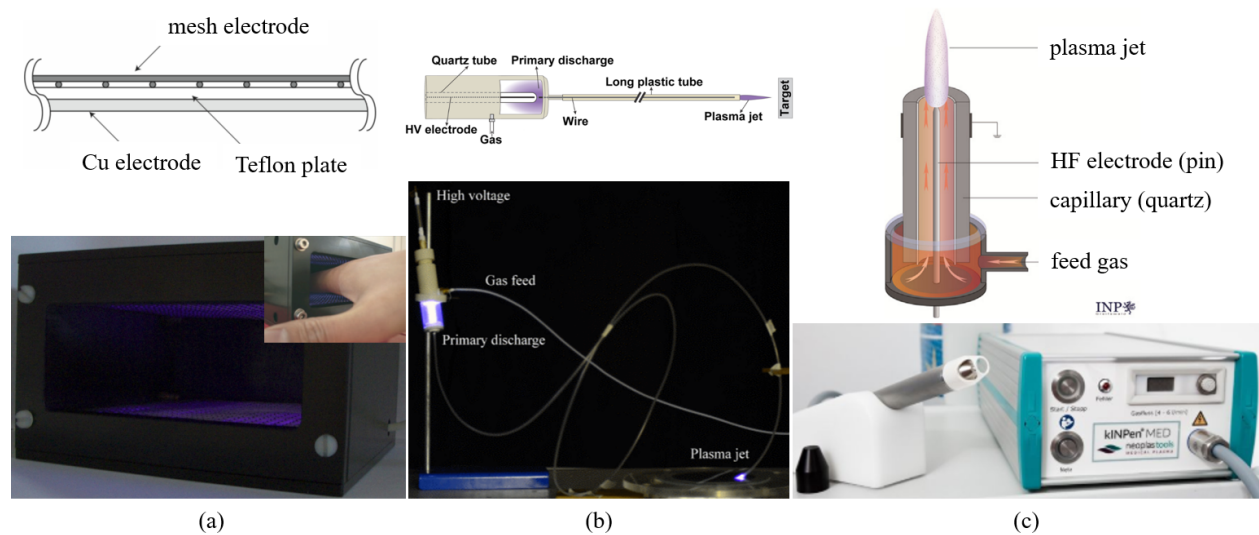 mesh electrode
Cu electrode
Teflon plate
(a)
Quartz tube
Primary discharge
Long plastic tube
HV electrode
Gas
Wire
Plasma jet
Target
High voltage
Gas feed
Primary discharge
Plasma jet
(b)
plasma jet
HF electrode (pin)
capillary (quartz)
feed gas
INP
Start / Stopp
Fehler
kINPen® MED
neoplas tools
MEDICAL PLASMA
Netz
(c)